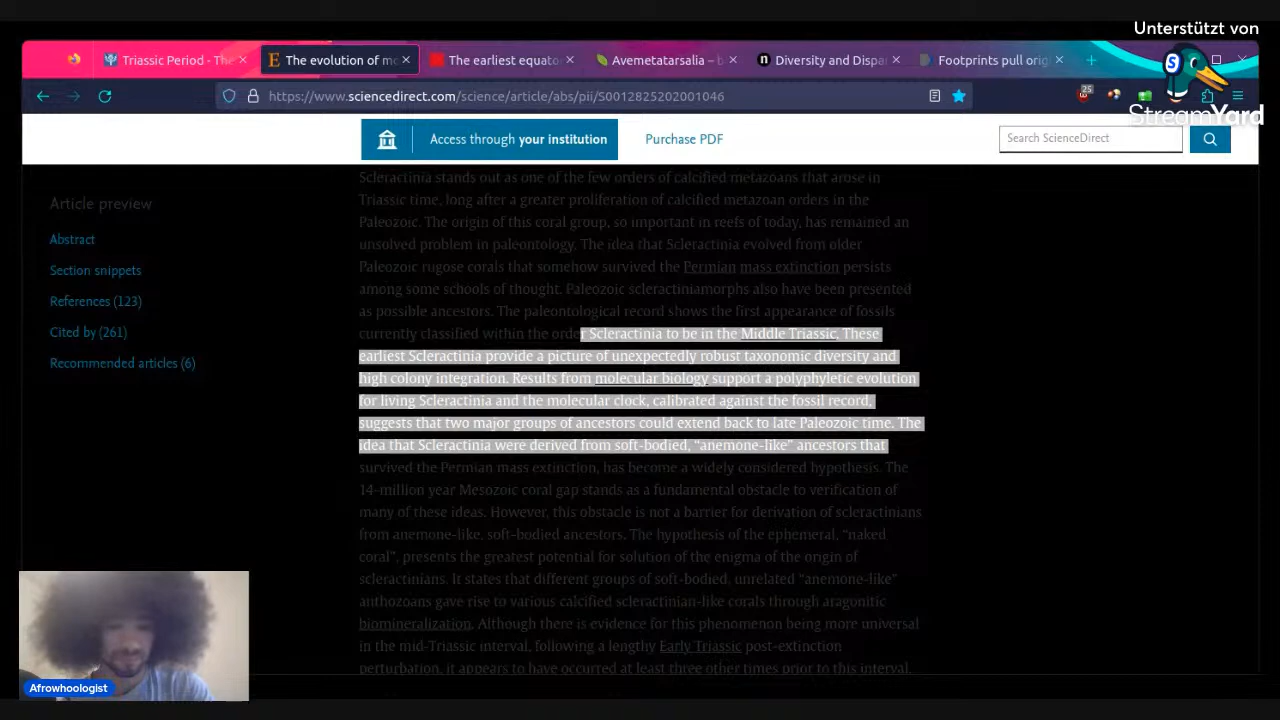 Unterstützt von
StreamYard
Triassic Period - The
The evolution of mo
The earliest equato
Avemetatarsalia – 
Diversity and Dispa
Footprints pull orig
https://www.sciencedirect.com/science/article/abs/pii/S0012825202001046
25
Access through your institution
Purchase PDF
Search ScienceDirect
Article preview
Abstract
Section snippets
References (123)
Cited by (261)
Recommended articles (6)
Scleractinia stands out as one of the few orders of calcified metazoans that arose in
Triassic time, long after a greater proliferation of calcified metazoan orders in the
Paleozoic. The origin of this coral group, so important in reefs of today, has remained an
unsolved problem in paleontology. The idea that Scleractinia evolved from older
Paleozoic rugose corals that somehow survived the Permian mass extinction persists
among some schools of thought. Paleozoic scleractiniamorphs also have been presented
as possible ancestors. The paleontological record shows the first appearance of fossils
currently classified within the order Scleractinia to be in the Middle Triassic, These
earliest Scleractinia provide a picture of unexpectedly robust taxonomic diversity and
high colony integration. Results from molecular biology support a polyphyletic evolution
for living Scleractinia and the molecular clock, calibrated against the fossil record,
suggests that two major groups of ancestors could extend back to late Paleozoic time. The
idea that Scleractinia were derived from soft-bodied, “anemone-like” ancestors that
survived the Permian mass extinction, has become a widely considered hypothesis. The
14-million year Mesozoic coral gap stands as a fundamental obstacle to verification of
many of these ideas. However, this obstacle is not a barrier for derivation of scleractinians
from anemone-like, soft-bodied ancestors. The hypothesis of the ephemeral, “naked
coral”, presents the greatest potential for solution of the enigma of the origin of
scleractinians. It states that different groups of soft-bodied, unrelated “anemone-like”
anthozoans gave rise to various calcified scleractinian-like corals through aragonitic
biomineralization. Although there is evidence for this phenomenon being more universal
in the mid-Triassic interval, following a lengthy Early Triassic post-extinction
perturbation, it appears to have occurred at least three other times prior to this interval.
Afrowhoologist